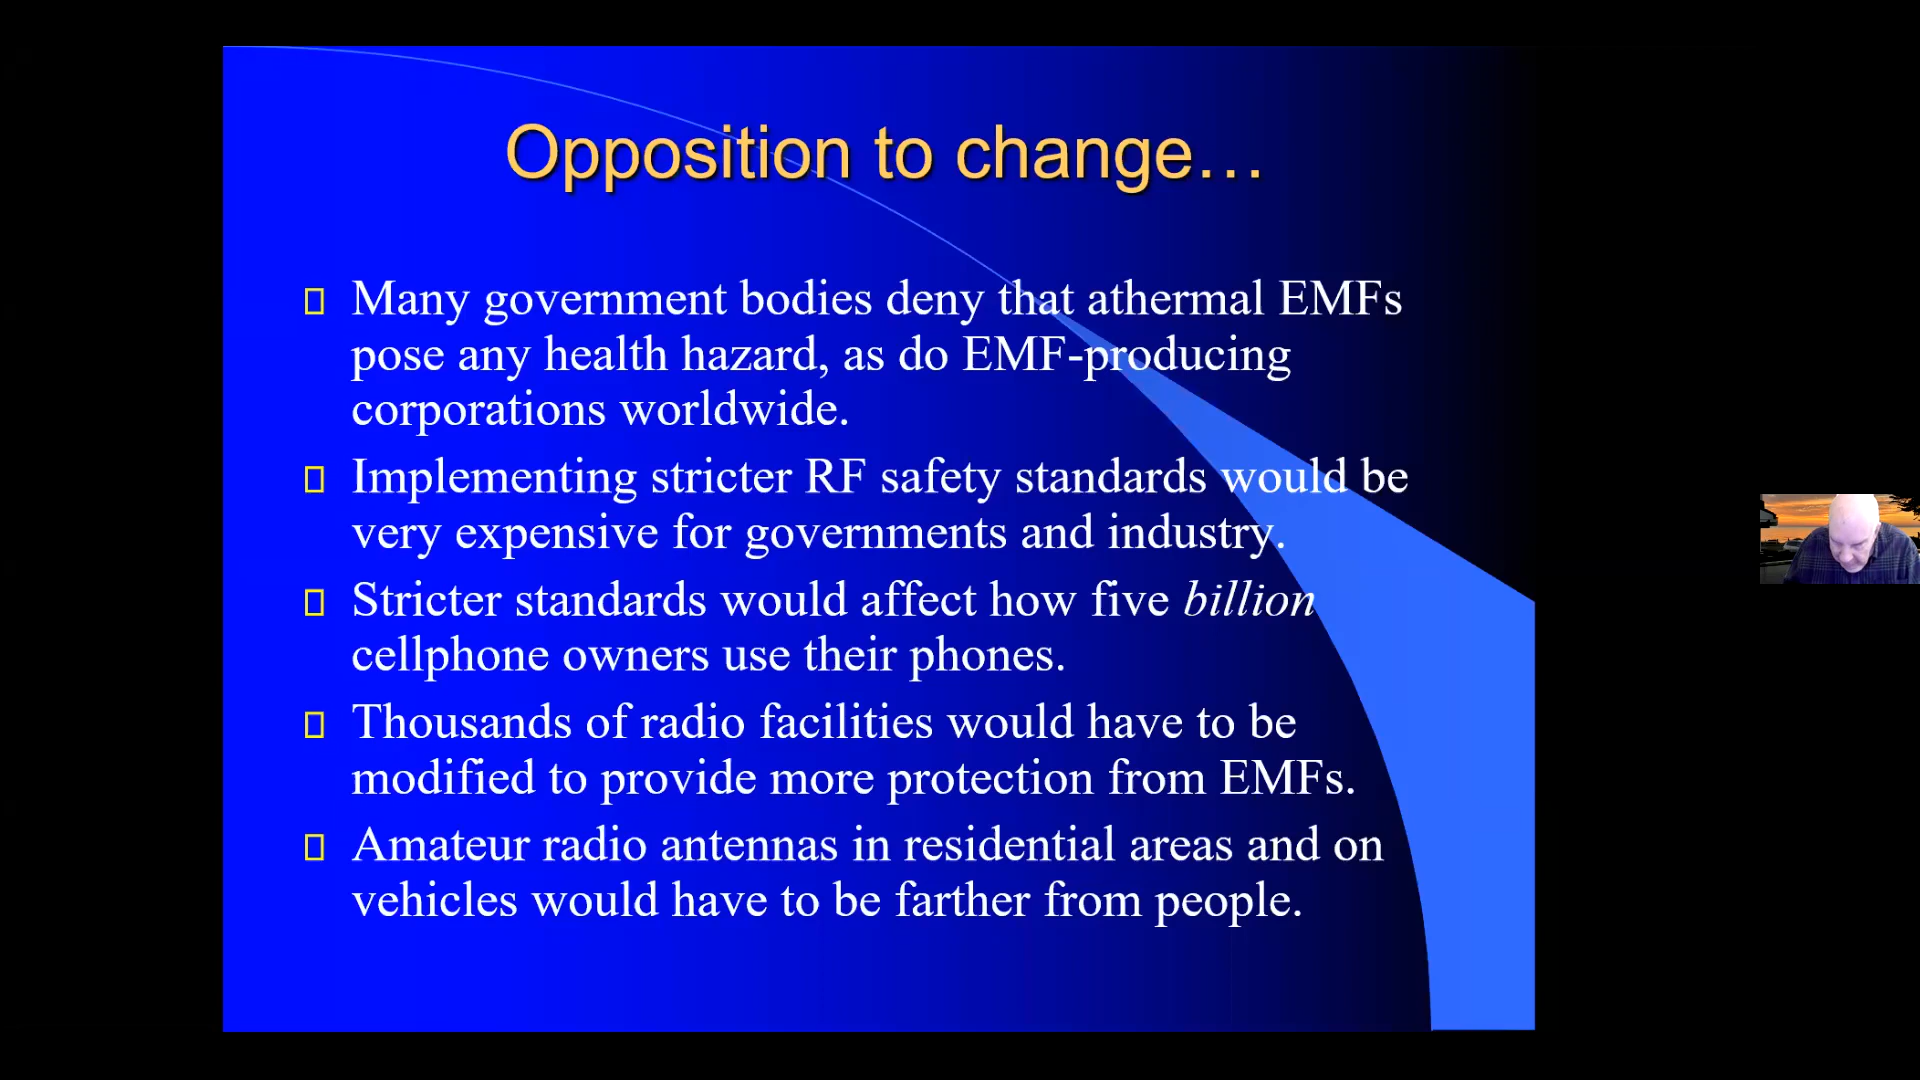 Opposition to change…
Many government bodies deny that athermal EMFs
pose any health hazard, as do EMF-producing
corporations worldwide.
Implementing stricter RF safety standards would be
very expensive for governments and industry.
Stricter standards would affect how five billion
cellphone owners use their phones.
Thousands of radio facilities would have to be
modified to provide more protection from EMFs.
Amateur radio antennas in residential areas and on
vehicles would have to be farther from people.